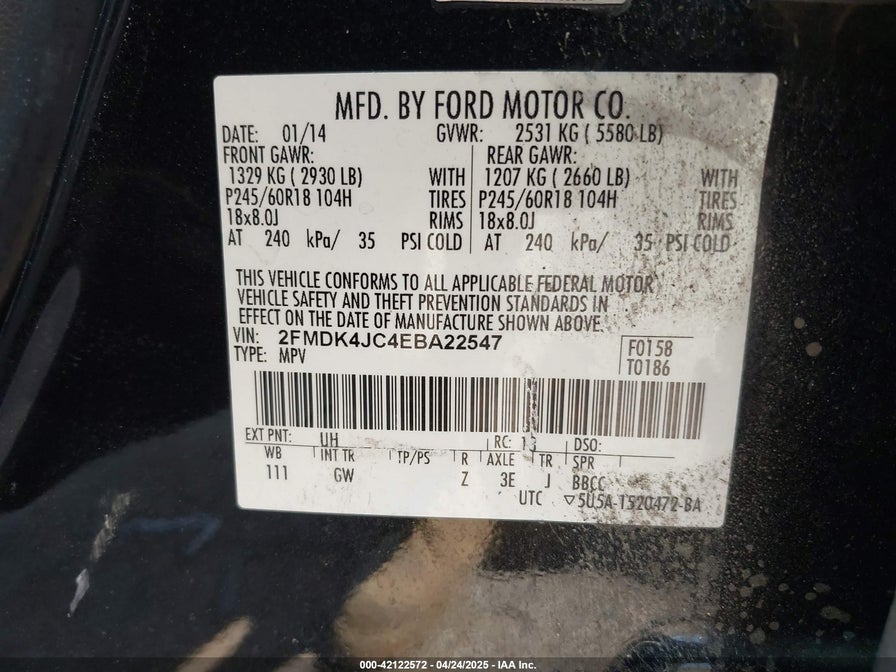 MFD. BY FORD MOTOR CO.
DATE: 01/14 GVWR: 2531 KG ( 5580 LB)
FRONT GAWR: REAR GAWR:
1329 KG ( 2930 LB) WITH 1207 KG ( 2660 LB) WITH
P245/60R18 104H TIRES P245/60R18 104H TIRES
18x8.0J RIMS 18x8.0J RIMS
AT 240 kPa/ 35 PSI COLD AT 240 kPa/ 35 PSI COLD
THIS VEHICLE CONFORMS TO ALL APPLICABLE FEDERAL MOTOR
VEHICLE SAFETY AND THEFT PREVENTION STANDARDS IN
EFFECT ON THE DATE OF MANUFACTURE SHOWN ABOVE.
VIN: 2FMDK4JC4EBA22547
TYPE: MPV
F0158
T0186
EXT PNT: UH RC: DSO:
WB INT TR TP/PS R AXLE TR SPR
111 GW Z 3E J BBCC
UTC ▽5U5A-1520472-BA
000-42122572 - 04/24/2025 - IAA Inc.